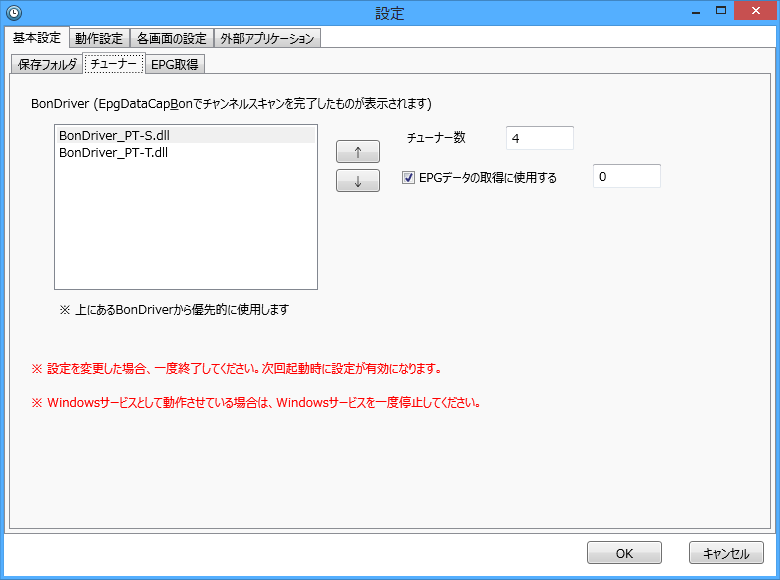 設定
基本設定 動作設定 各画面の設定 外部アプリケーション
保存フォルダ チューナー EPG取得
BonDriver (EpgDataCapBonでチャンネルスキャンを完了したものが表示されます)
BonDriver_PT-S.dll
BonDriver_PT-T.dll
↑
↓
チューナー数 4
EPGデータの取得に使用する 0
※ 上にあるBonDriverから優先的に使用します
※ 設定を変更した場合、一度終了してください。次回起動時に設定が有効になります。
※ Windowsサービスとして動作させている場合は、Windowsサービスを一度停止してください。
OK キャンセル